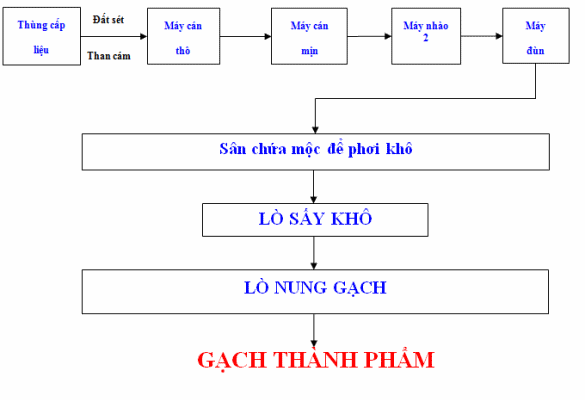 Thùng cấp
liệu
Đất sét
Than cám
Máy cán
thô
Máy cán
mịn
Máy nhào
2
Máy
đùn
Sân chứa mộc để phơi khô
LÒ SẤY KHÔ
LÒ NUNG GẠCH
GẠCH THÀNH PHẨM